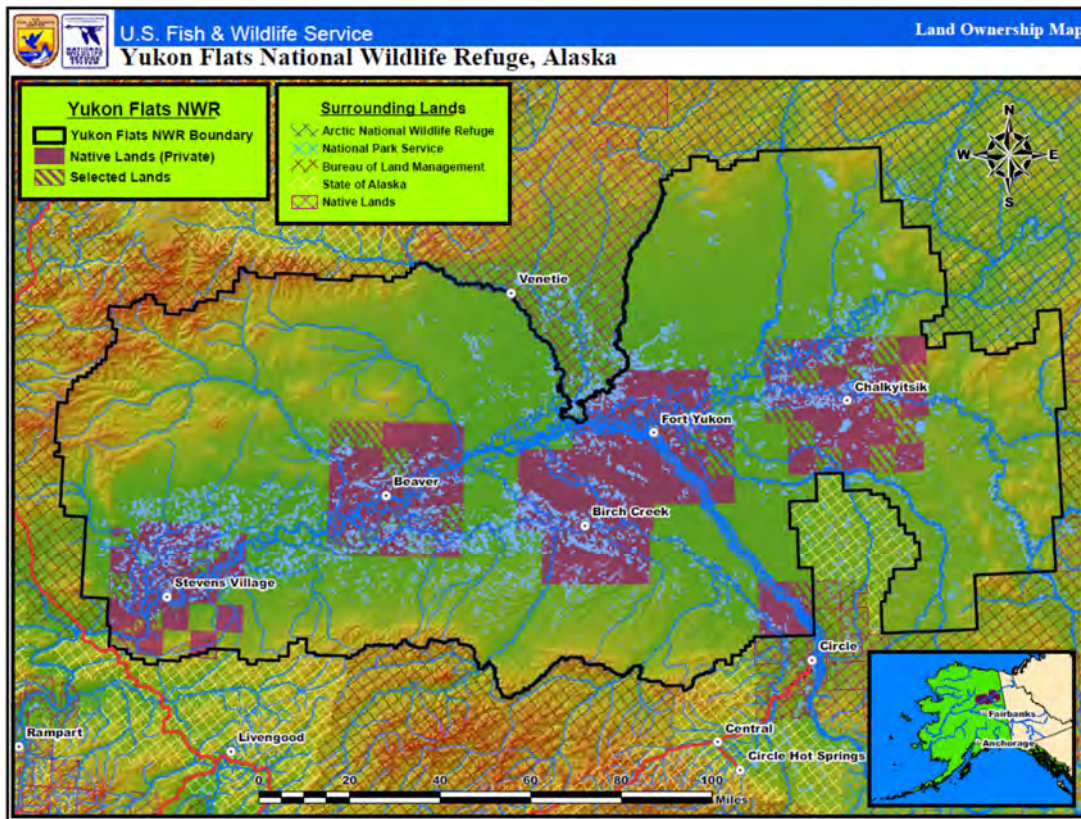 U.S. Fish & Wildlife Service
Land Ownership Map
Yukon Flats National Wildlife Refuge, Alaska
Yukon Flats NWR
Yukon Flats NWR Boundary
Native Lands (Private)
Selected Lands
Surrounding Lands
Arctic National Wildlife Refuge
National Park Service
Bureau of Land Management
State of Alaska
Native Lands
N
W
E
S
Venetie
Chalkyitsik
Fort Yukon
Beaver
Birch Creek
Stevens Village
Circle
Rampart
Livengood
Central
Circle Hot Springs
0 20 40 60 80 100
Miles
Fairbanks
Anchorage